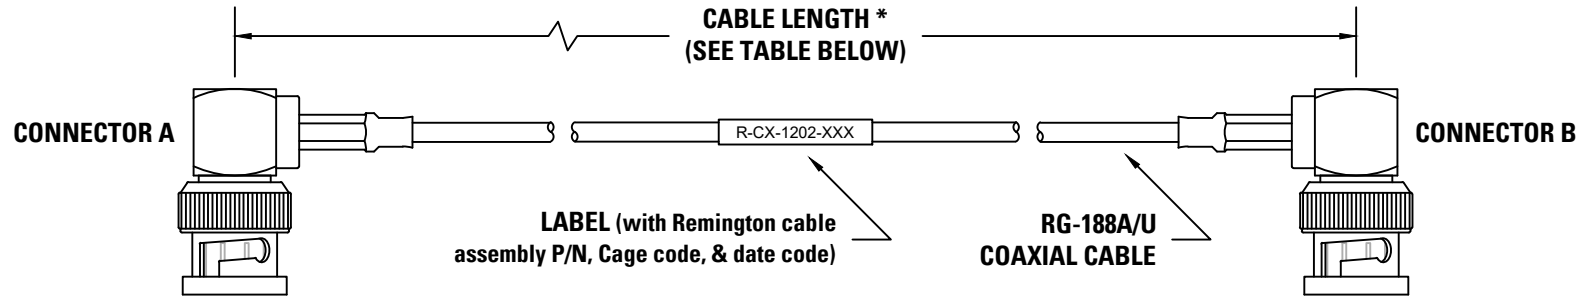 CABLE LENGTH *
(SEE TABLE BELOW)
CONNECTOR A
R-CX-1202-XXX
CONNECTOR B
LABEL (with Remington cable
assembly P/N, Cage code, & date code)
RG-188A/U
COAXIAL CABLE